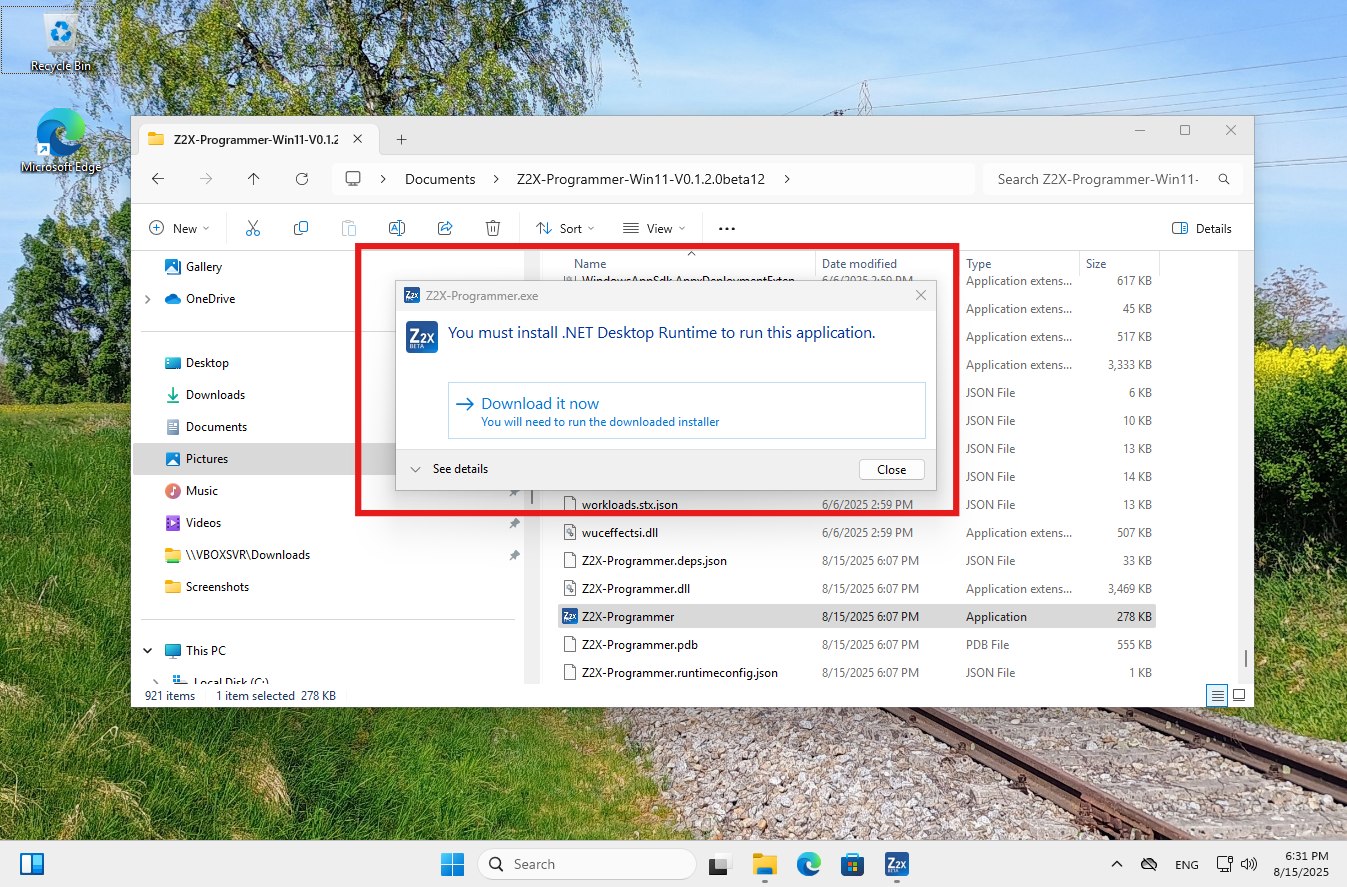 Recycle Bin
Microsoft Edge
Z2X-Programmer-Win11-V0.1.2
Documents
Z2X-Programmer-Win11-V0.1.2.0beta12
Search Z2X-Programmer-Win11-
New
Sort
View
Details
Gallery
OneDrive
Desktop
Downloads
Documents
Pictures
Music
Videos
\\VBOXSVR\Downloads
Screenshots
This PC
Local Disk (C:)
Name Date modified Type Size
WindowsAppSdk.AppxDeploymentExten... 6/6/2025 2:59 PM Application extens... 617 KB
Application extens... 45 KB
Application extens... 517 KB
Application extens... 3,333 KB
JSON File 6 KB
JSON File 10 KB
JSON File 13 KB
JSON File 14 KB
workloads.stx.json 6/6/2025 2:59 PM JSON File 13 KB
wuceffectsi.dll 6/6/2025 2:59 PM Application extens... 507 KB
Z2X-Programmer.deps.json 8/15/2025 6:07 PM JSON File 33 KB
Z2X-Programmer.dll 8/15/2025 6:07 PM Application extens... 3,469 KB
Z2X-Programmer 8/15/2025 6:07 PM Application 278 KB
Z2X-Programmer.pdb 8/15/2025 6:07 PM PDB File 555 KB
Z2X-Programmer.runtimeconfig.json 8/15/2025 6:07 PM JSON File 1 KB
Z2X Z2X-Programmer.exe
Z2X
BETA
You must install .NET Desktop Runtime to run this application.
Download it now
You will need to run the downloaded installer
See details
Close
921 items 1 item selected 278 KB
Search
Z2X
BETA
ENG
6:31 PM
8/15/2025